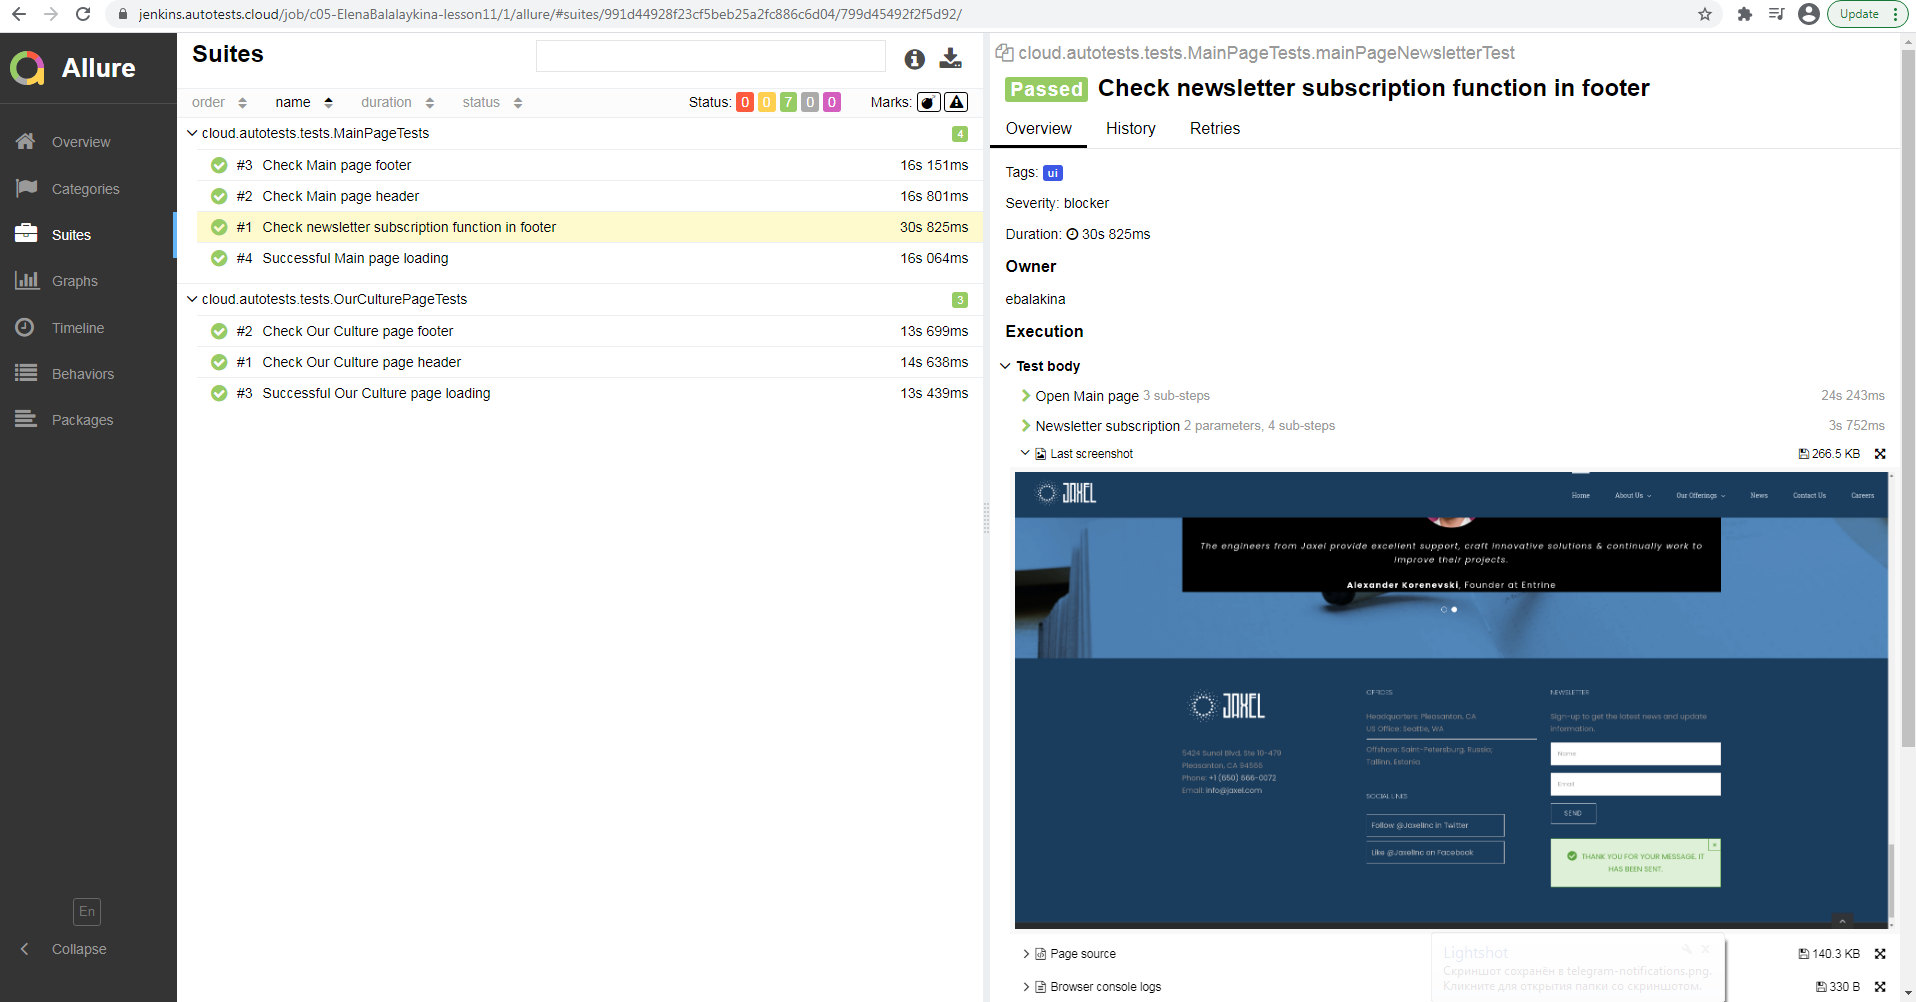 jenkins.autotests.cloud/job/c05-ElenaBalalaykina-lesson11/1/allure/#suites/991d44928f23cf5beb25a2fc886c6d04/799d45492f2f5d92/
Update
Allure
Overview
Categories
Suites
Graphs
Timeline
Behaviors
Packages
En
Collapse
Suites
order name duration status Status: 0 0 7 0 0 Marks:
cloud.autotests.tests.MainPageTests 4
#3 Check Main page footer 16s 151ms
#2 Check Main page header 16s 801ms
#1 Check newsletter subscription function in footer 30s 825ms
#4 Successful Main page loading 16s 064ms
cloud.autotests.tests.OurCulturePageTests 3
#2 Check Our Culture page footer 13s 699ms
#1 Check Our Culture page header 14s 638ms
#3 Successful Our Culture page loading 13s 439ms
cloud.autotests.tests.MainPageTests.mainPageNewsletterTest
Passed Check newsletter subscription function in footer
Overview History Retries
Tags: ui
Severity: blocker
Duration: 30s 825ms
Owner
ebalakina
Execution
Test body
Open Main page 3 sub-steps 24s 243ms
Newsletter subscription 2 parameters, 4 sub-steps 3s 752ms
Last screenshot 266.5 KB
JAXEL Home About Us Our Offerings News Contact Us Careers
The engineers from Jaxel provide excellent support, craft innovative solutions & continually work to
improve their projects.
Alexander Korenevski, Founder at Entrine
JAXEL
5424 Sunol Blvd, Ste 10-479
Pleasanton, CA 94566
Phone: +1 (650) 666-0072
Email: info@jaxel.com
OFFICES
Headquarters: Pleasanton, CA
US Office: Seattle, WA
Offshore: Saint-Petersburg, Russia;
Tallinn, Estonia
SOCIAL LINKS
Follow @JaxelInc in Twitter
Like @JaxelInc on Facebook
NEWSLETTER
Sign-up to get the latest news and update
information.
Name
Email
SEND
THANK YOU FOR YOUR MESSAGE. IT
HAS BEEN SENT.
Page source 140.3 KB
Browser console logs 330 B
Lightshot
Скриншот сохранён в telegram-notifications.png.
Кликните для открытия папки со скриншотом.